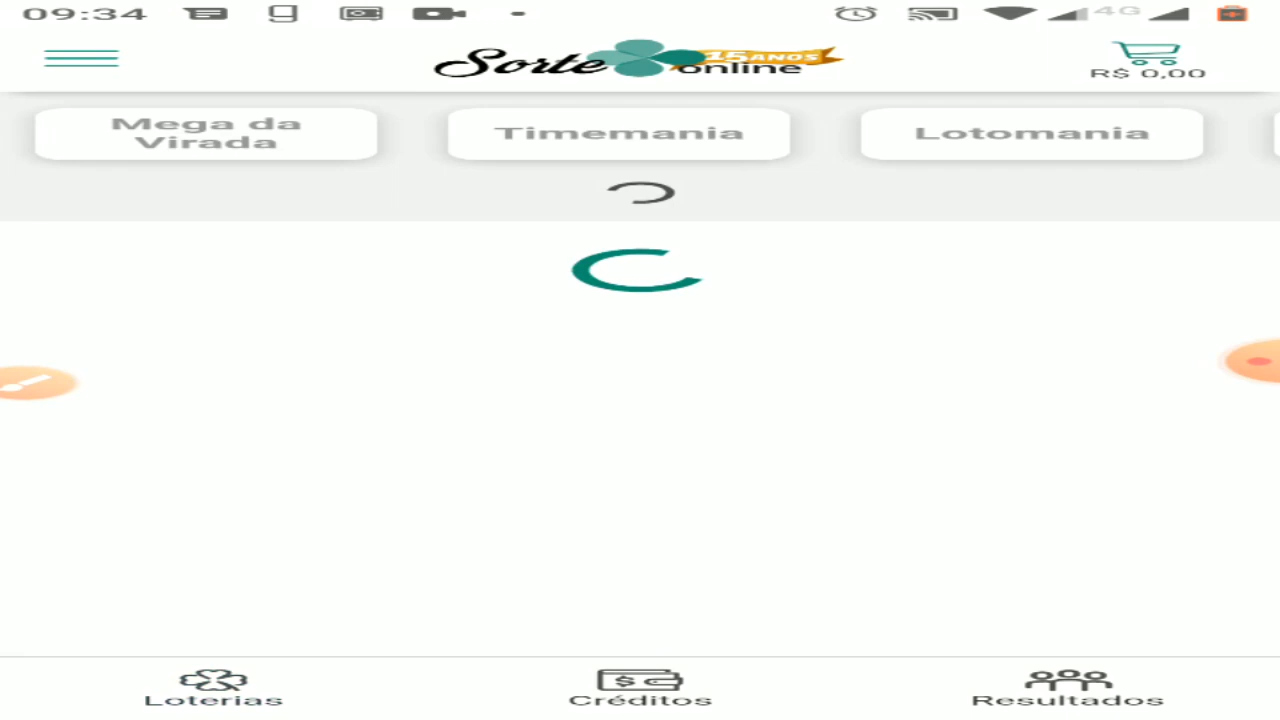 09:34
4G
Sorte online
15 ANOS
R$ 0,00
Mega da
Virada
Timemania
Lotomania
Loterias
Créditos
Resultados